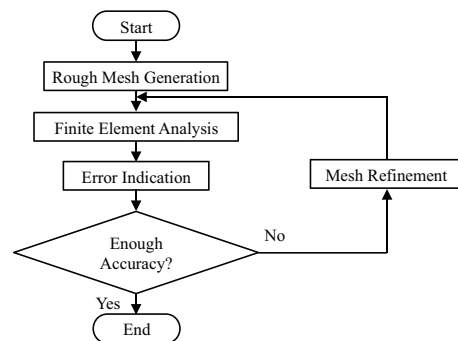 Start
Rough Mesh Generation
Finite Element Analysis
Error Indication
Mesh Refinement
Enough
Accuracy?
No
Yes
End